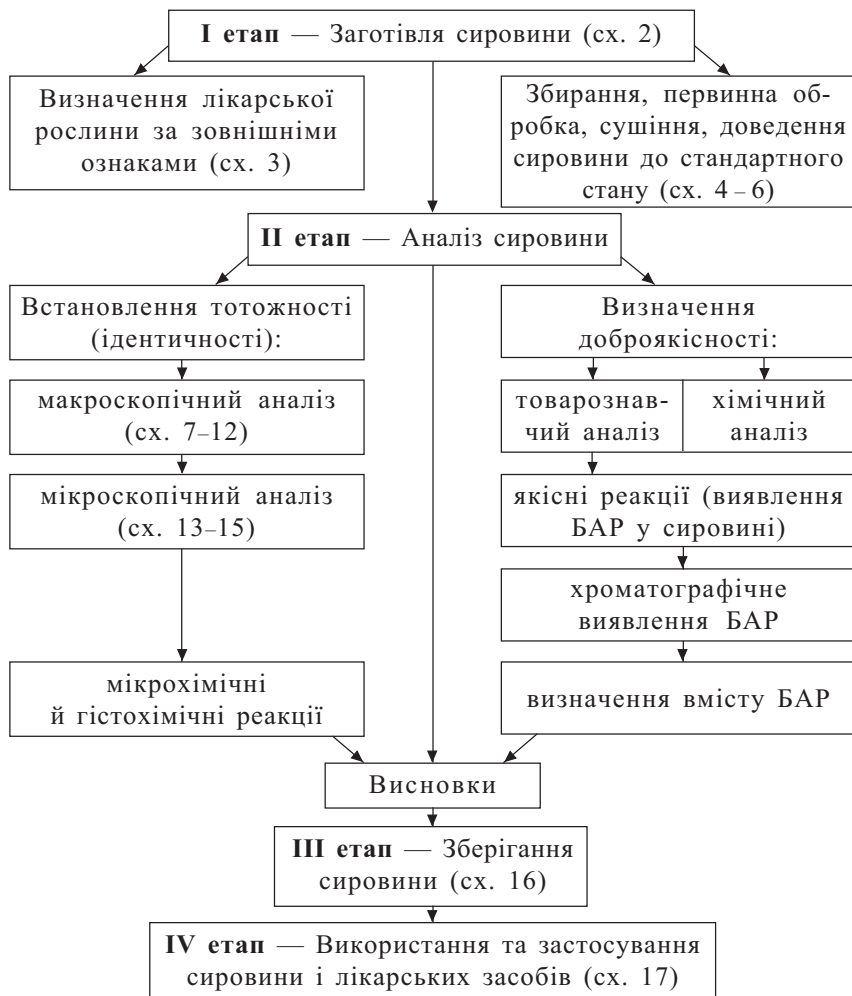 І етап — Заготівля сировини (сх. 2)
Визначення лікарської
рослини за зовнішніми
ознаками (сх. 3)
Збирання, первинна об-
робка, сушіння, доведення
сировини до стандартного
стану (сх. 4 – 6)
ІІ етап — Аналіз сировини
Встановлення тотожності
(ідентичності):
макроскопічний аналіз
(сх. 7–12)
мікроскопічний аналіз
(сх. 13–15)
мікрохімічні
й гістохімічні реакції
Визначення
доброякісності:
товарознав-
чий аналіз
хімічний
аналіз
якісні реакції (виявлення
БАР у сировині)
хроматографічне
виявлення БАР
визначення вмісту БАР
Висновки
ІІІ етап — Зберігання
сировини (сх. 16)
IV етап — Використання та застосування
сировини і лікарських засобів (сх. 17)